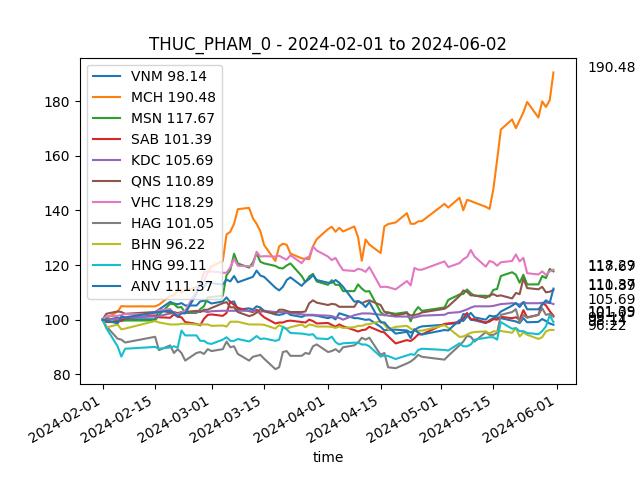 THUC_PHAM_0 - 2024-02-01 to 2024-06-02
190.48
VNM 98.14
MCH 190.48
MSN 117.67
SAB 101.39
KDC 105.69
QNS 110.89
VHC 118.29
HAG 101.05
BHN 96.22
HNG 99.11
ANV 111.37
180
160
140
120
100
80
118.29
105.69
96.22
2024-02-01
2024-02-15
2024-03-01
2024-03-15
2024-04-01
2024-04-15
2024-05-01
2024-05-15
2024-06-01
time